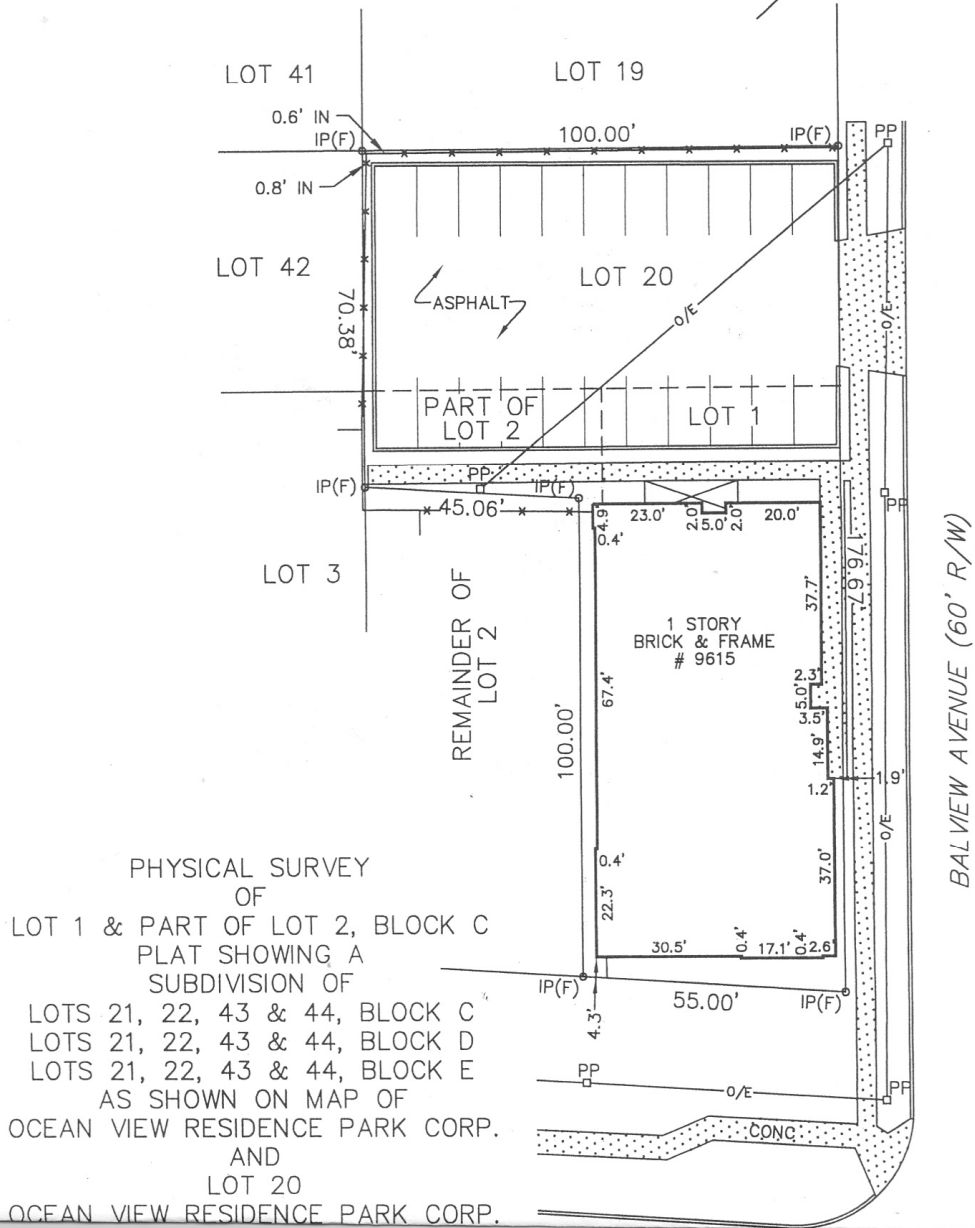 LOT 41
LOT 19
0.6' IN
IP(F)
100.00'
IP(F)
PP
0.8' IN
LOT 42
LOT 20
70.38'
ASPHALT
O/E
O/E
PART OF
LOT 2
LOT 1
PP
IP(F)
IP(F)
45.06'
4.9'
0.4'
23.0'
2.0'
5.0'
2.0'
20.0'
PP
176.67'
37.7'
LOT 3
REMAINDER OF
LOT 2
1 STORY
BRICK & FRAME
# 9615
67.4'
2.3'
5.0'
3.5'
14.9'
100.00'
1.2'
1.9'
BALVIEW AVENUE (60' R/W)
O/E
0.4'
22.3'
37.0'
30.5'
0.4'
17.1'
0.4'
2.6'
IP(F)
55.00'
IP(F)
4.3'
PP
O/E
PP
CONC
PHYSICAL SURVEY
OF
LOT 1 & PART OF LOT 2, BLOCK C
PLAT SHOWING A
SUBDIVISION OF
LOTS 21, 22, 43 & 44, BLOCK C
LOTS 21, 22, 43 & 44, BLOCK D
LOTS 21, 22, 43 & 44, BLOCK E
AS SHOWN ON MAP OF
OCEAN VIEW RESIDENCE PARK CORP.
AND
LOT 20
OCEAN VIEW RESIDENCE PARK CORP.